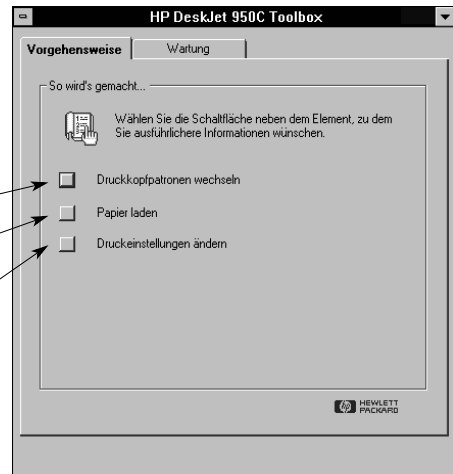 HP DeskJet 950C Toolbox
Vorgehensweise
Wartung
So wird's gemacht...
Wählen Sie die Schaltfläche neben dem Element, zu dem
Sie ausführlichere Informationen wünschen.
Druckkopfpatronen wechseln
Papier laden
Druckeinstellungen ändern
hp HEWLETT
PACKARD